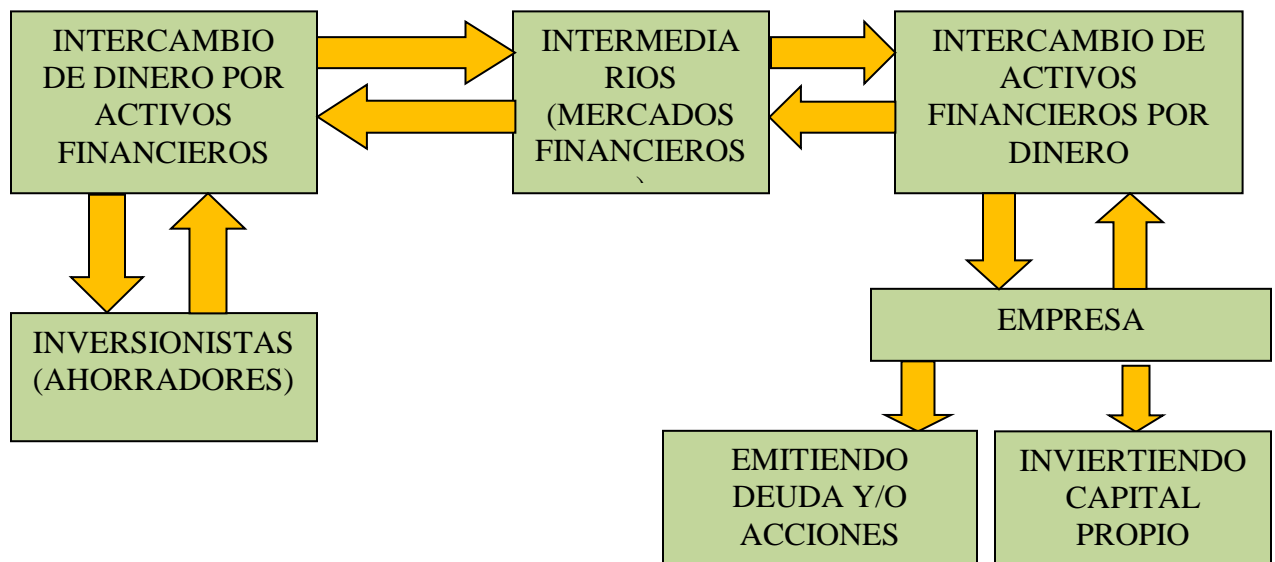 INTERCAMBIO
DE DINERO POR
ACTIVOS
FINANCIEROS
INTERMEDIA
RIOS
(MERCADOS
FINANCIEROS
INTERCAMBIO DE
ACTIVOS
FINANCIEROS POR
DINERO
INVERSIONISTAS
(AHORRADORES)
EMPRESA
EMITIENDO
DEUDA Y/O
ACCIONES
INVIERTIENDO
CAPITAL
PROPIO